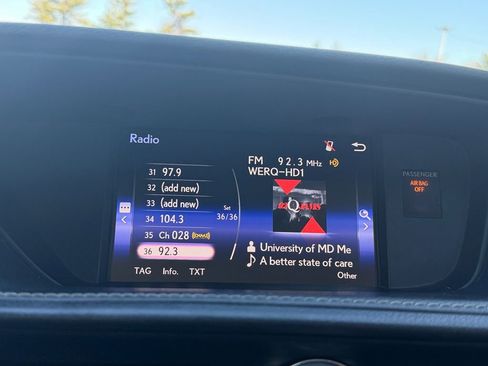 Radio
FM 92.3 MHz HD
WERQ-HD1
31 97.9
32 (add new)
33 (add new)
34 104.3
35 Ch 028
36 92.3
Set
36/36
TAG Info. TXT
University of MD Me
A better state of care
Other
PASSENGER
AIR BAG
OFF